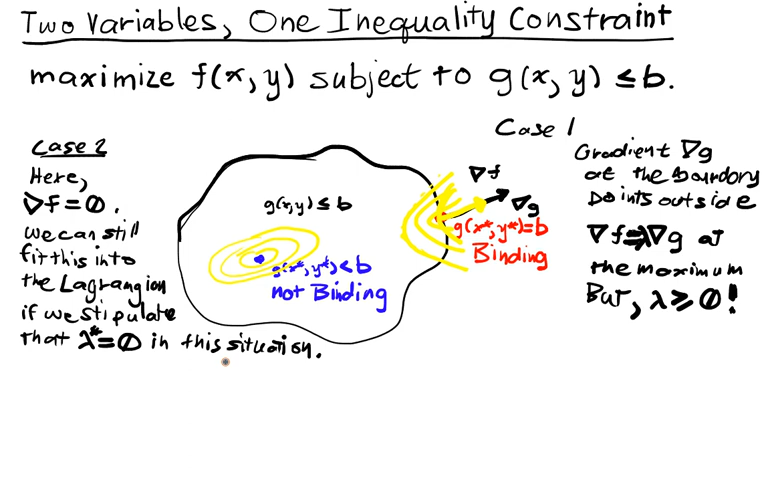 Two Variables, One Inequality Constraint
maximize f(x, y) subject to g(x, y) ≤ b.
Case 2
Here,
∇f = 0.
we can still
fit this into
the Lagrangian
if we stipulate
that λ* = 0 in this situation.
g(x,y) ≤ b
g(x*, y*) < b
not Binding
Case 1
∇f
∇g
g(x*, y*) = b
Binding
Gradient ∇g
at the boundary
points outside
∇f = λ∇g at
the maximum
But, λ ≥ 0!